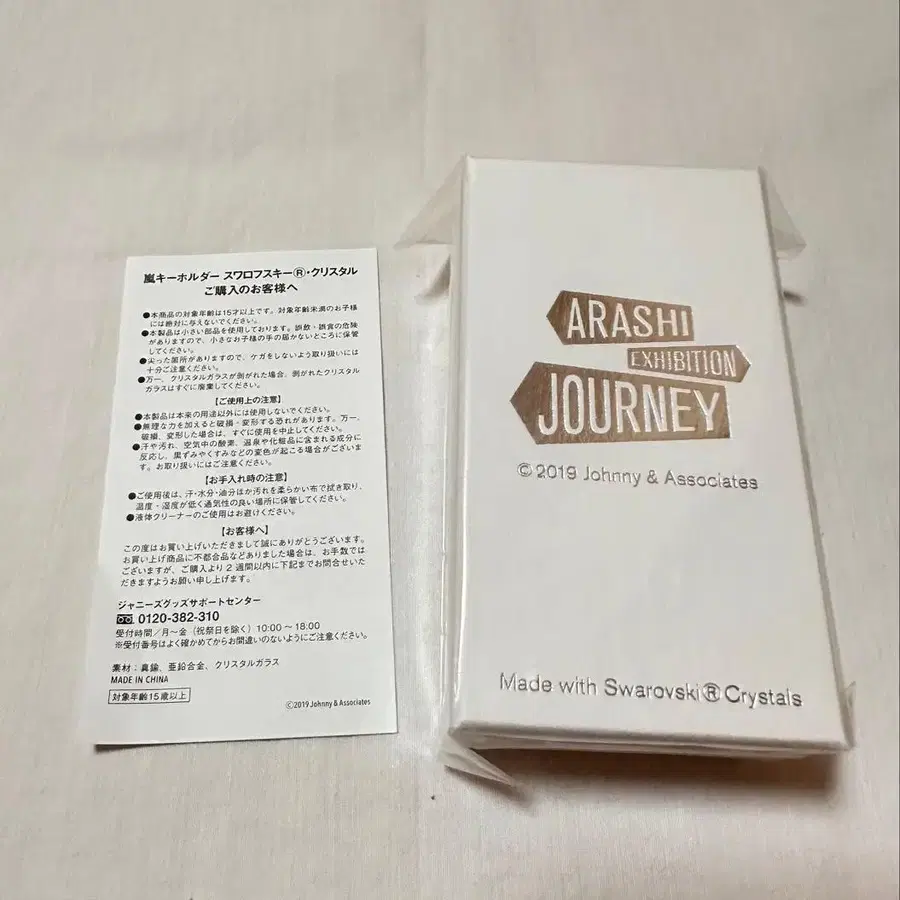 嵐キーホルダー スワロフスキー®・クリスタル
ご購入のお客様へ
●本商品の対象年齢は15才以上です。対象年齢未満のお子様
には絶対に与えないでください。
●本製品は小さい部品を使用しております。誤飲・誤食の危険
がありますので、小さなお子様の手の届かないところに保管
してください。
●尖った箇所がありますので、ケガをしないよう取り扱いには
十分ご注意ください。
●万一、クリスタルガラスが剥がれた場合、剥がれたクリスタル
ガラスはすぐに廃棄してください。
【ご使用上の注意】
●本製品は本来の用途以外には使用しないでください。
●無理な力を加えると破損・変形する恐れがあります。万一、
破損、変形した場合は、すぐに使用を中止してください。
●汗や汚れ、空気中の酸素、温泉や化粧品に含まれる成分に
反応し、黒ずみやくすみなどの変色が起こる場合がございま
す。お取り扱いにはご注意ください。
【お手入れ時の注意】
●ご使用後は、汗・水分・油分ほか汚れを柔らかい布で拭き取り、
温度・湿度が低く通気性の良い場所に保管してください。
●液体クリーナーのご使用はお避けください。
【お客様へ】
この度はお買い上げいただきまして誠にありがとうございます。
お買い上げ商品に不都合品などありました場合は、お手数では
ございますが、ご購入より2週間以内に下記までお問合せいた
だきますようお願い申し上げます。
ジャニーズグッズサポートセンター
0120-382-310
受付時間／月〜金（祝祭日を除く）10:00〜18:00
※受付番号はよく確かめてからお間違いのないようにご注意ください。
素材：真鍮、亜鉛合金、クリスタルガラス
MADE IN CHINA
対象年齢15歳以上
©2019 Johnny & Associates
ARASHI
EXHIBITION
JOURNEY
©2019 Johnny & Associates
Made with Swarovski® Crystals